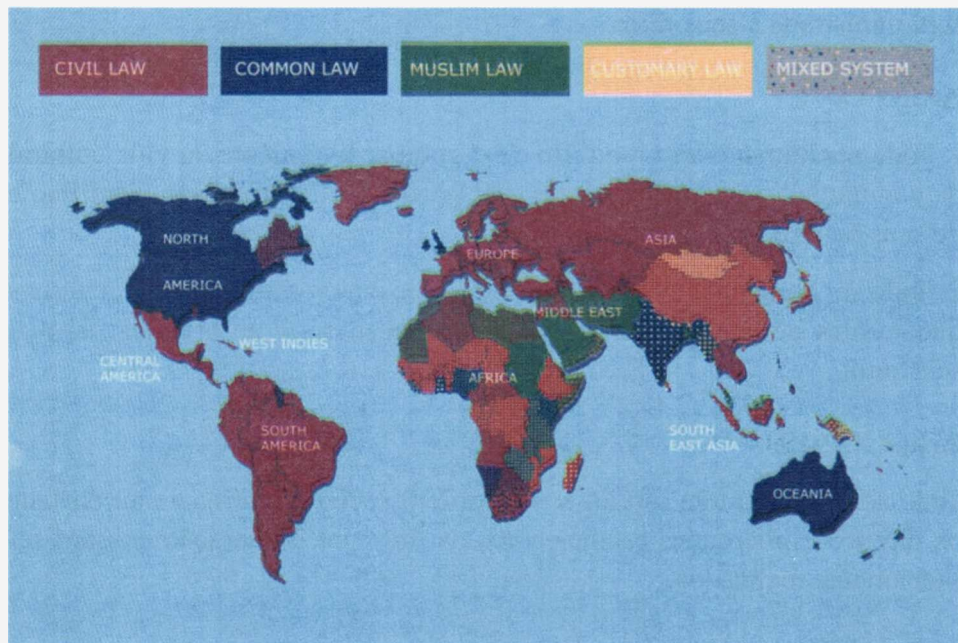 CIVIL LAW
COMMON LAW
MUSLIM LAW
CUSTOMARY LAW
MIXED SYSTEM
NORTH
AMERICA
EUROPE
ASIA
MIDDLE EAST
WEST INDIES
CENTRAL
AMERICA
AFRICA
SOUTH
AMERICA
SOUTH
EAST ASIA
OCEANIA